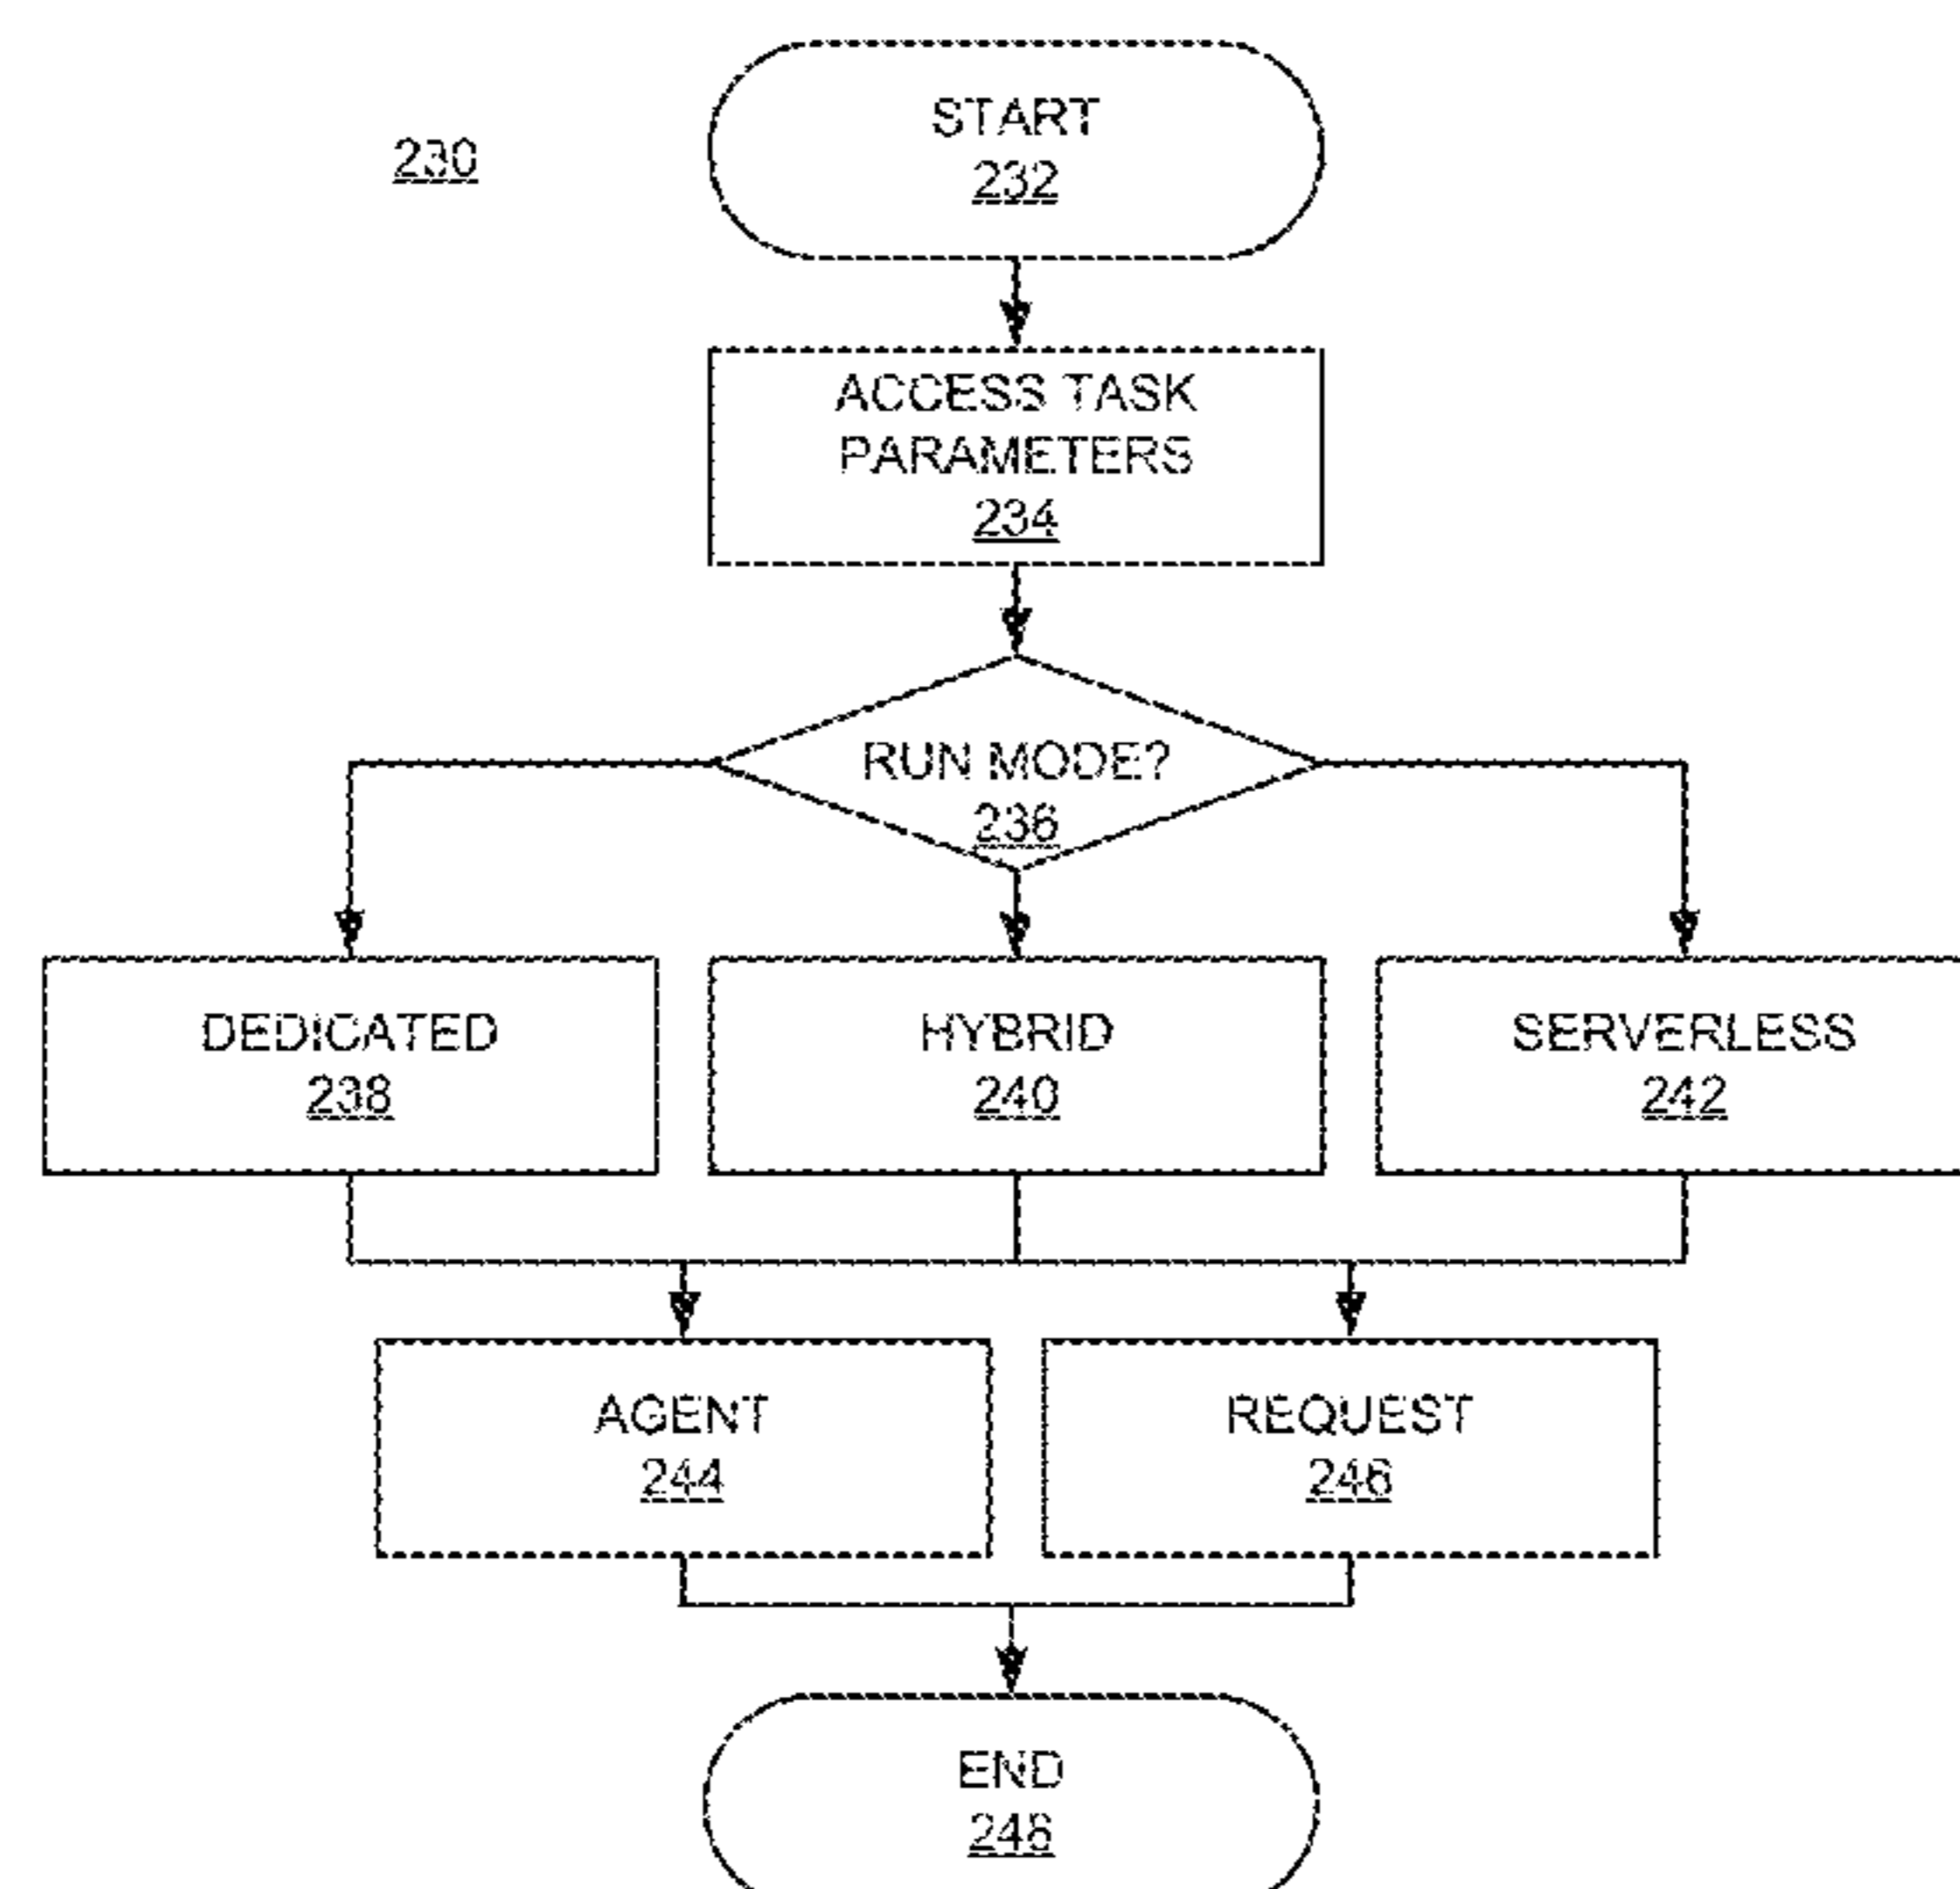 230
START
232
ACCESS TASK
PARAMETERS
234
RUN MODE?
236
DEDICATED
238
HYBRID
240
SERVERLESS
242
AGENT
244
REQUEST
246
END
248